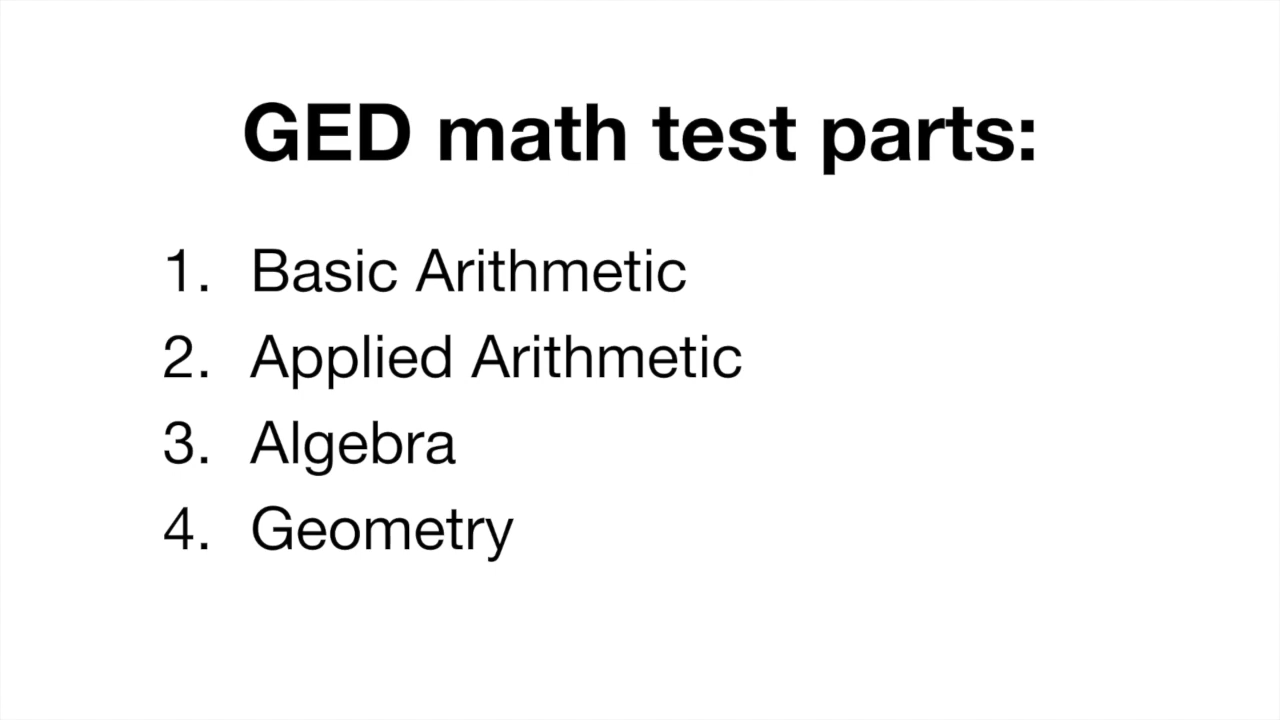 GED math test parts:
1. Basic Arithmetic
2. Applied Arithmetic
3. Algebra
4. Geometry